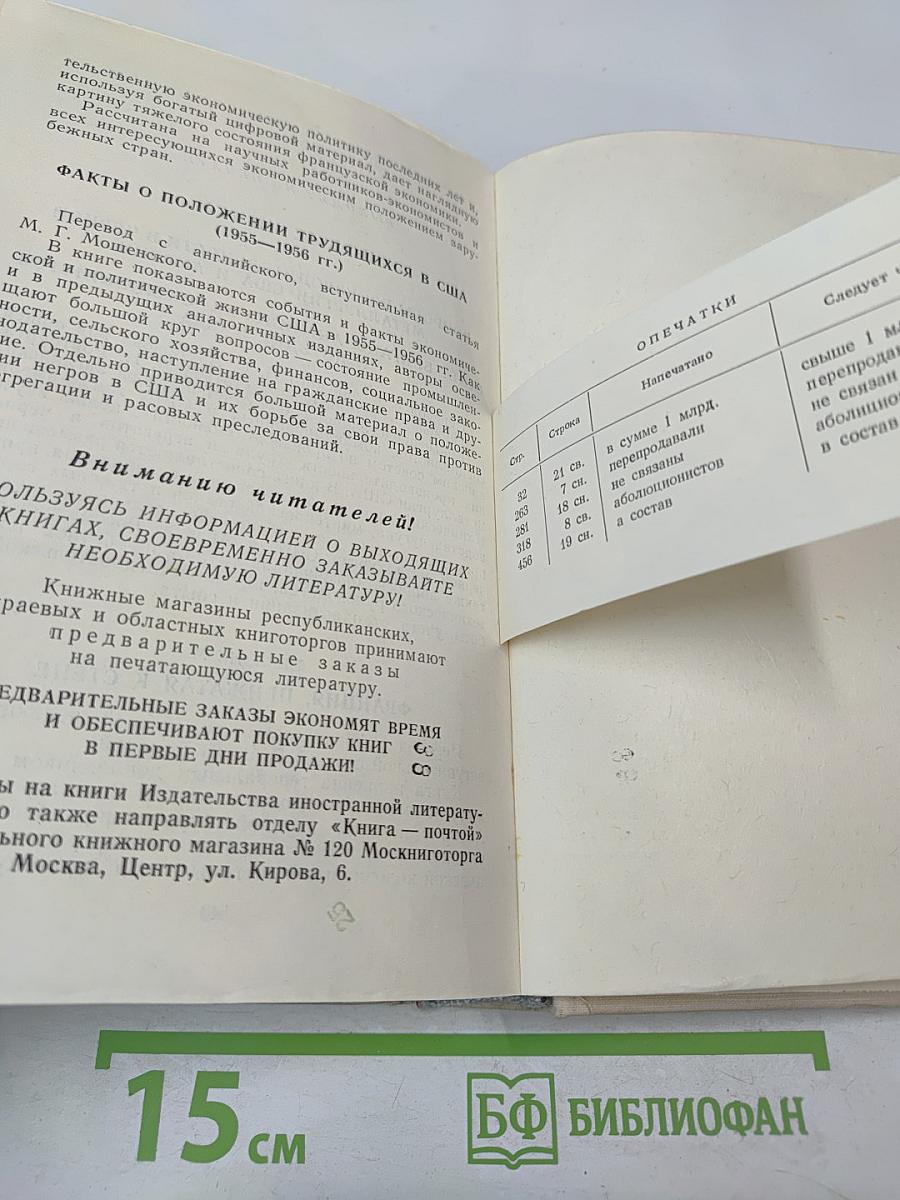 тельственную экономическую политику последних лет и,
используя богатый цифровой материал, дает наглядную
картину тяжелого состояния французской экономики.
Рассчитана на научных работников-экономистов и
всех интересующихся экономическим положением зару-
бежных стран.
ФАКТЫ О ПОЛОЖЕНИИ ТРУДЯЩИХСЯ В США
(1955—1956 гг.)
Перевод с английского, вступительная статья
М. Г. Мошенского.
В книге показываются события и факты экономиче-
ской и политической жизни США в 1955—1956 гг. Как
и в предыдущих аналогичных изданиях, авторы осве-
щают большой круг вопросов — состояние промышлен-
ности, сельского хозяйства, финансов, социальное зако-
нодательство, наступление на гражданские права и дру-
ие. Отдельно приводится большой материал о положе-
ии негров в США и их борьбе за свои права против
егрегации и расовых преследований.
Вниманию читателей!
ОЛЬЗУЯСЬ ИНФОРМАЦИЕЙ О ВЫХОДЯЩИХ
КНИГАХ, СВОЕВРЕМЕННО ЗАКАЗЫВАЙТЕ
НЕОБХОДИМУЮ ЛИТЕРАТУРУ!
Книжные магазины республиканских,
раевых и областных книготоргов принимают
предварительные заказы
на печатающуюся литературу.
ЕДВАРИТЕЛЬНЫЕ ЗАКАЗЫ ЭКОНОМЯТ ВРЕМЯ
И ОБЕСПЕЧИВАЮТ ПОКУПКУ КНИГ
В ПЕРВЫЕ ДНИ ПРОДАЖИ!
ы на книги Издательства иностранной литерату-
о также направлять отделу «Книга — почтой»
льного книжного магазина № 120 Москниготорга
Москва, Центр, ул. Кирова, 6.
ОПЕЧАТКИ
Стр. Строка Напечатано Следует ч
32 21 св. в сумме 1 млрд. свыше 1 мл
263 7 сн. перепродавали перепродав
281 18 сн. не связаны не связан
318 8 св. аболюционистов аболицион
456 19 сн. а состав в состав
15 см
БФ БИБЛИОФАН